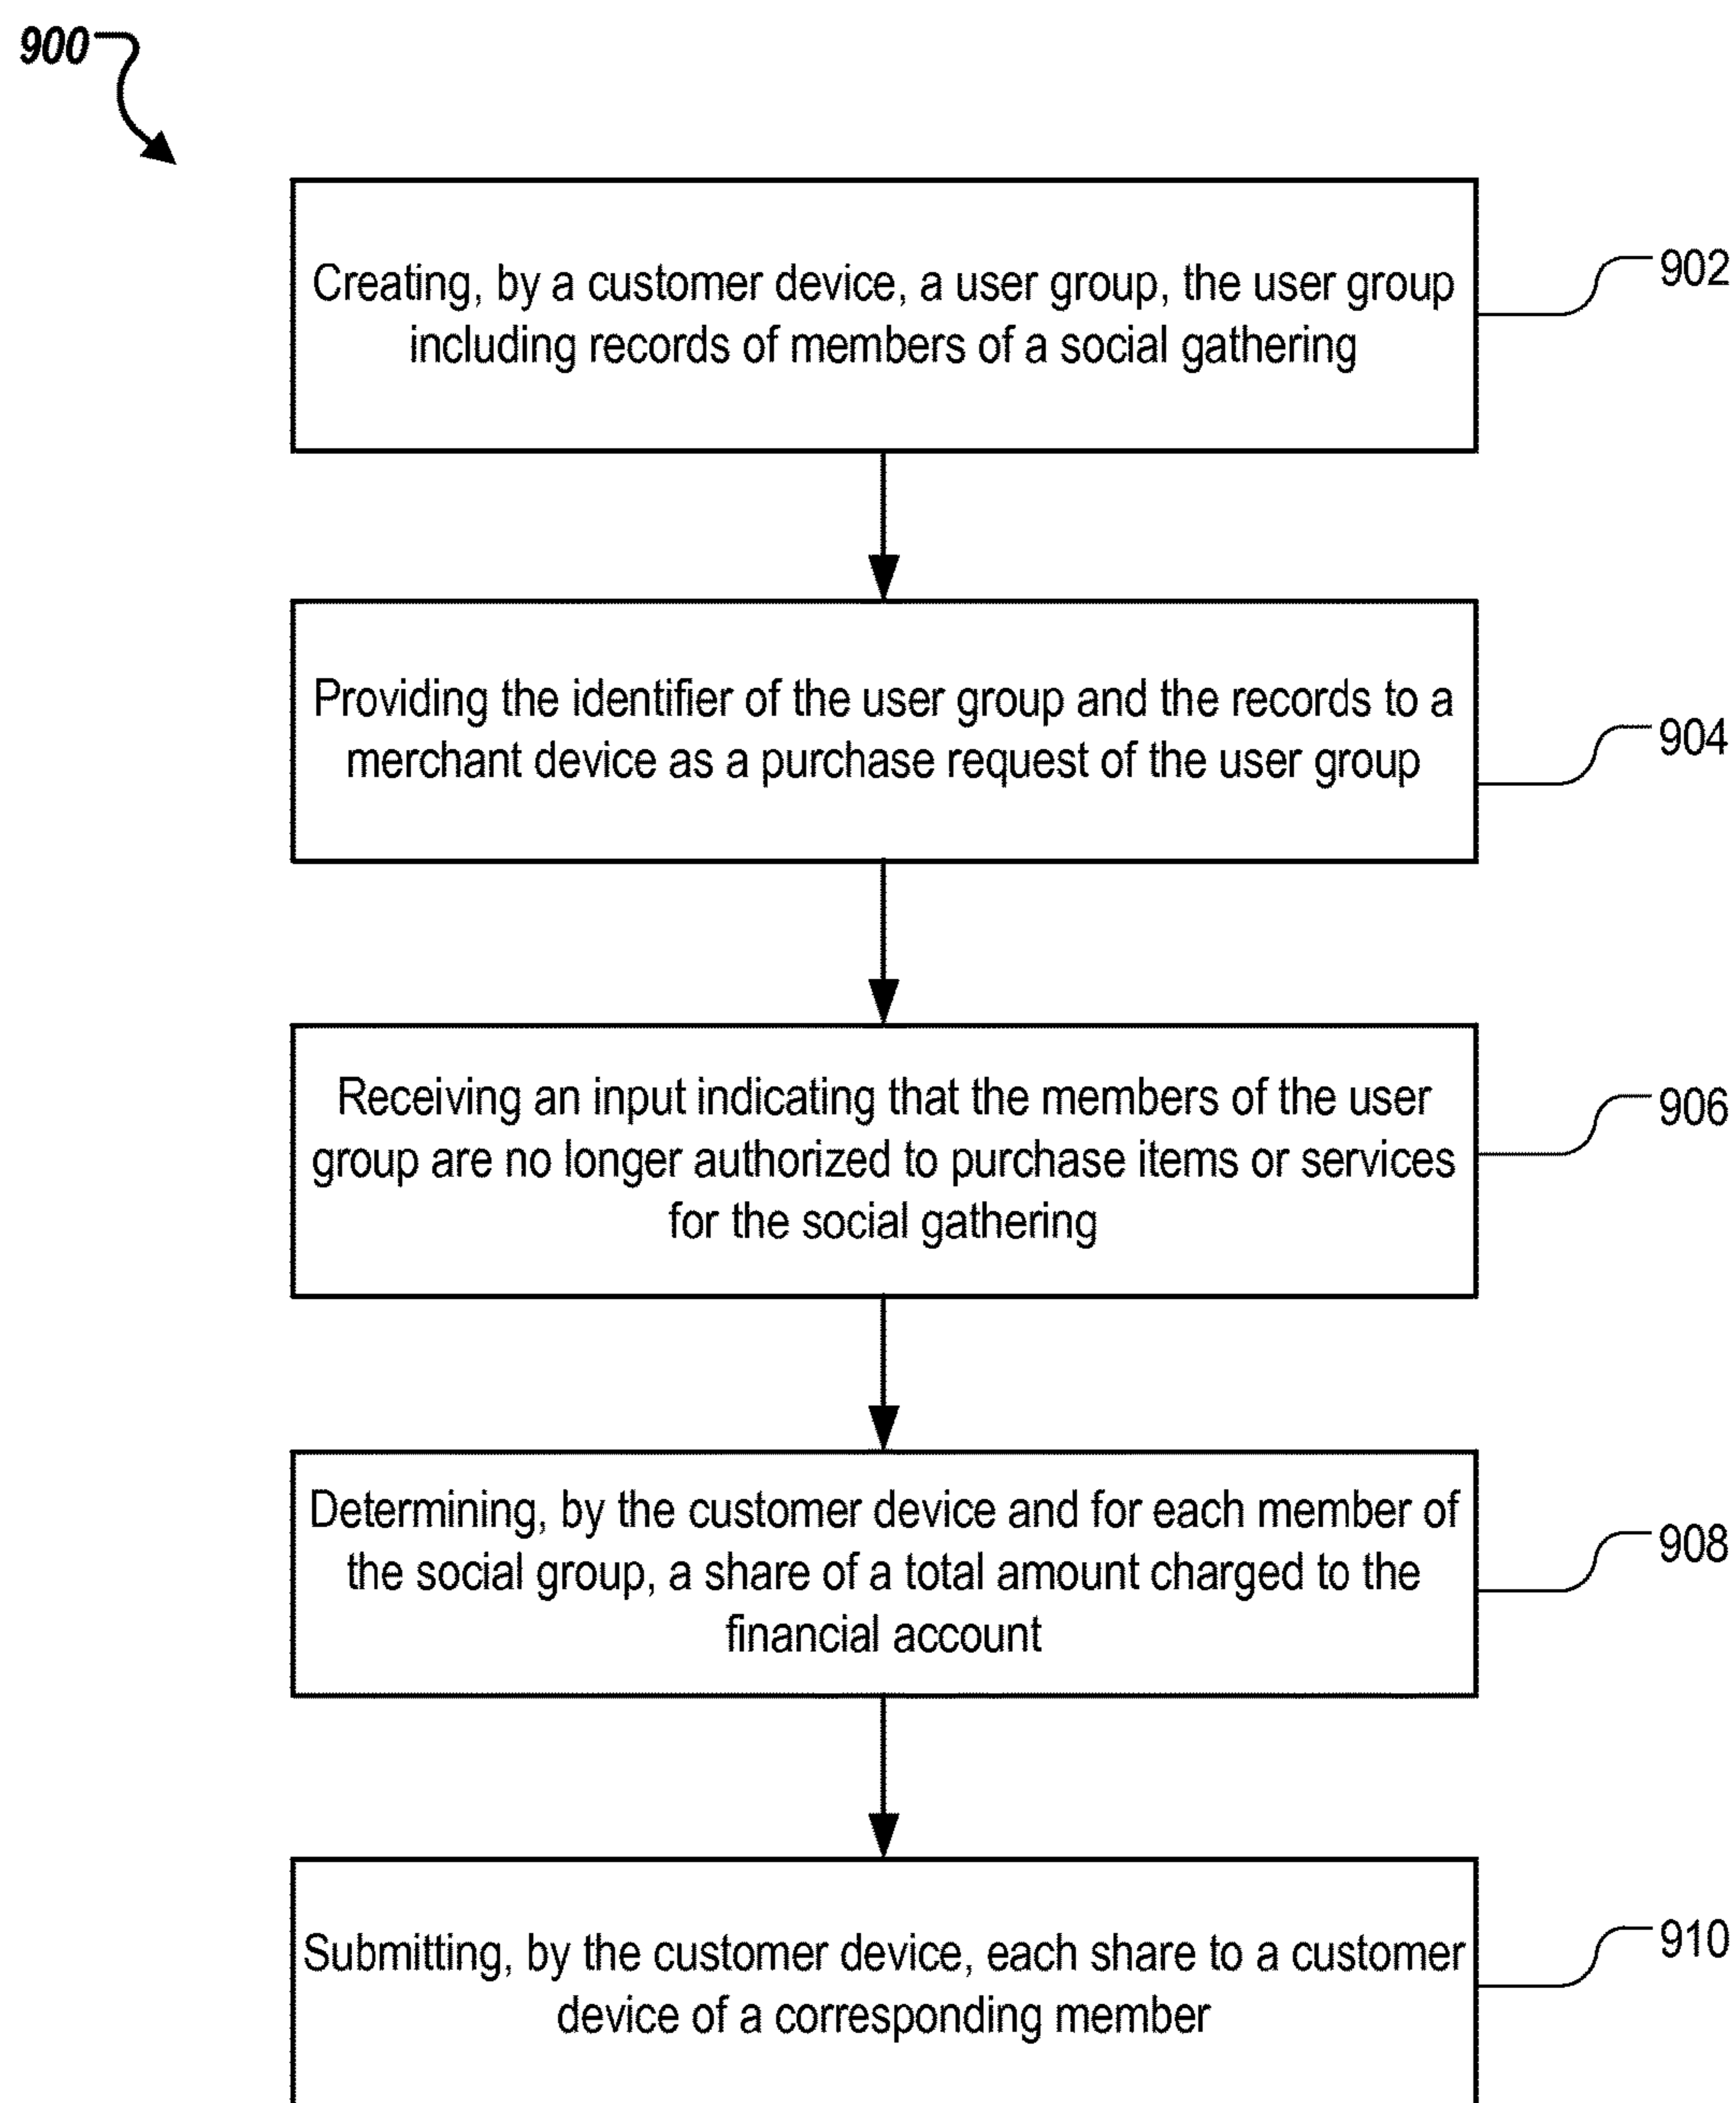 900
Creating, by a customer device, a user group, the user group
including records of members of a social gathering
902
Providing the identifier of the user group and the records to a
merchant device as a purchase request of the user group
904
Receiving an input indicating that the members of the user
group are no longer authorized to purchase items or services
for the social gathering
906
Determining, by the customer device and for each member of
the social group, a share of a total amount charged to the
financial account
908
Submitting, by the customer device, each share to a customer
device of a corresponding member
910